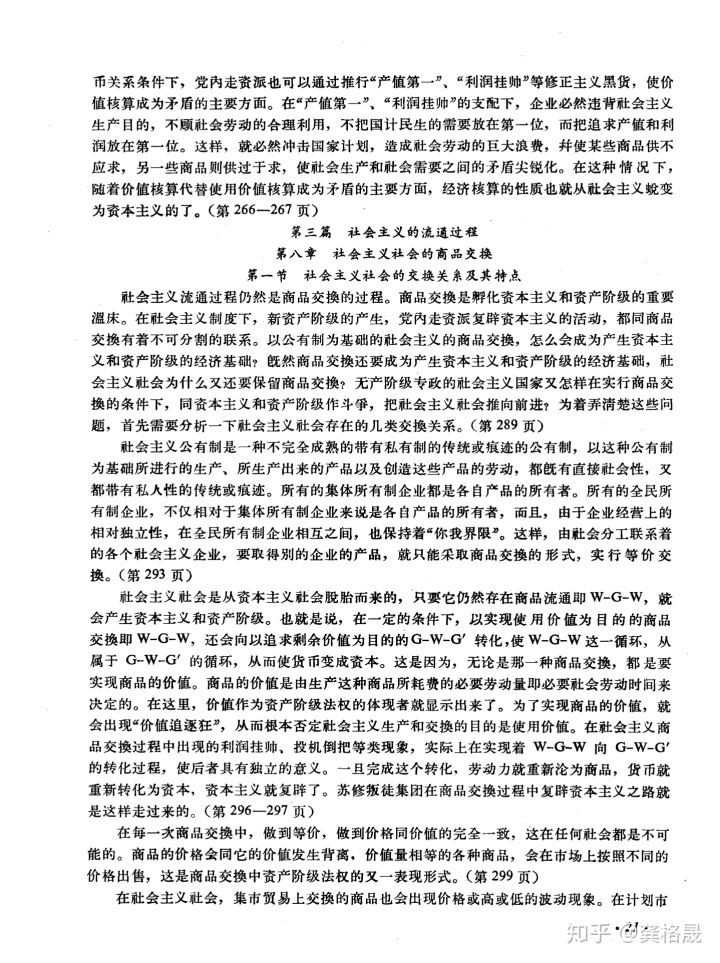 币关系条件下，党内走资派也可以通过推行“产值第一”、“利润挂帅”等修正主义黑货，使价
值核算成为矛盾的主要方面。在“产值第一”、“利润挂帅”的支配下，企业必然违背社会主义
生产目的，不顾社会劳动的合理利用，不把国计民生的需要放在第一位，而把追求产值和利
润放在第一位。这样，就必然冲击国家计划，造成社会劳动的巨大浪费，并使某些商品供不
应求，另一些商品则供过于求，使社会生产和社会需要之间的矛盾尖锐化。在这种情况下，
随着价值核算代替使用价值核算成为矛盾的主要方面，经济核算的性质也就从社会主义蜕变
为资本主义的了。（第 266—267 页）
第三篇 社会主义的流通过程
第八章 社会主义社会的商品交换
第一节 社会主义社会的交换关系及其特点
社会主义流通过程仍然是商品交换的过程。商品交换是孵化资本主义和资产阶级的重要
温床。在社会主义制度下，新资产阶级的产生，党内走资派复辟资本主义的活动，都同商品
交换有着不可分割的联系。以公有制为基础的社会主义的商品交换，怎么会成为产生资本主
义和资产阶级的经济基础？既然商品交换还要成为产生资本主义和资产阶级的经济基础，社
会主义社会为什么又还要保留商品交换？无产阶级专政的社会主义国家又怎样在实行商品交
换的条件下，同资本主义和资产阶级作斗争，把社会主义社会推向前进？为着弄清楚这些问
题，首先需要分析一下社会主义社会存在的几类交换关系。（第 289 页）
社会主义公有制是一种不完全成熟的带有私有制的传统或痕迹的公有制，以这种公有制
为基础所进行的生产、所生产出来的产品以及创造这些产品的劳动，都既有直接社会性，又
都带有私人性的传统或痕迹。所有的集体所有制企业都是各自产品的所有者。所有的全民所
有制企业，不仅相对于集体所有制企业来说是各自产品的所有者，而且，由于企业经营上的
相对独立性，在全民所有制企业相互之间，也保持着“你我界限”。这样，由社会分工联系着
的各个社会主义企业，要取得别的企业的产品，就只能采取商品交换的形式，实行等价交
换。（第 293 页）
社会主义社会是从资本主义社会脱胎而来的，只要它仍然存在商品流通即 W-G-W，就
会产生资本主义和资产阶级。也就是说，在一定的条件下，以实现使用价值为目的的商品
交换即 W-G-W，还会向以追求剩余价值为目的的 G-W-G′ 转化，使 W-G-W 这一循环，从
属于 G-W-G′ 的循环，从而使货币变成资本。这是因为，无论是那一种商品交换，都是要
实现商品的价值。商品的价值是由生产这种商品所耗费的必要劳动量即必要社会劳动时间来
决定的。在这里，价值作为资产阶级法权的体现者就显示出来了。为了实现商品的价值，就
会出现“价值追逐狂”，从而根本否定社会主义生产和交换的目的是使用价值。在社会主义商
品交换过程中出现的利润挂帅、投机倒把等类现象，实际上在实现着 W-G-W 向 G-W-G′
的转化过程，使后者具有独立的意义。一旦完成这个转化，劳动力就重新沦为商品，货币就
重新转化为资本，资本主义就复辟了。苏修叛徒集团在商品交换过程中复辟资本主义之路就
是这样走过来的。（第 296—297 页）
在每一次商品交换中，做到等价，做到价格同价值的完全一致，这在任何社会都是不可
能的。商品的价格会同它的价值发生背离，价值量相等的各种商品，会在市场上按照不同的
价格出售，这是商品交换中资产阶级法权的又一表现形式。（第 299 页）
在社会主义社会，集市贸易上交换的商品也会出现价格或高或低的波动现象。在计划市
·21·
知乎 @龚格晟